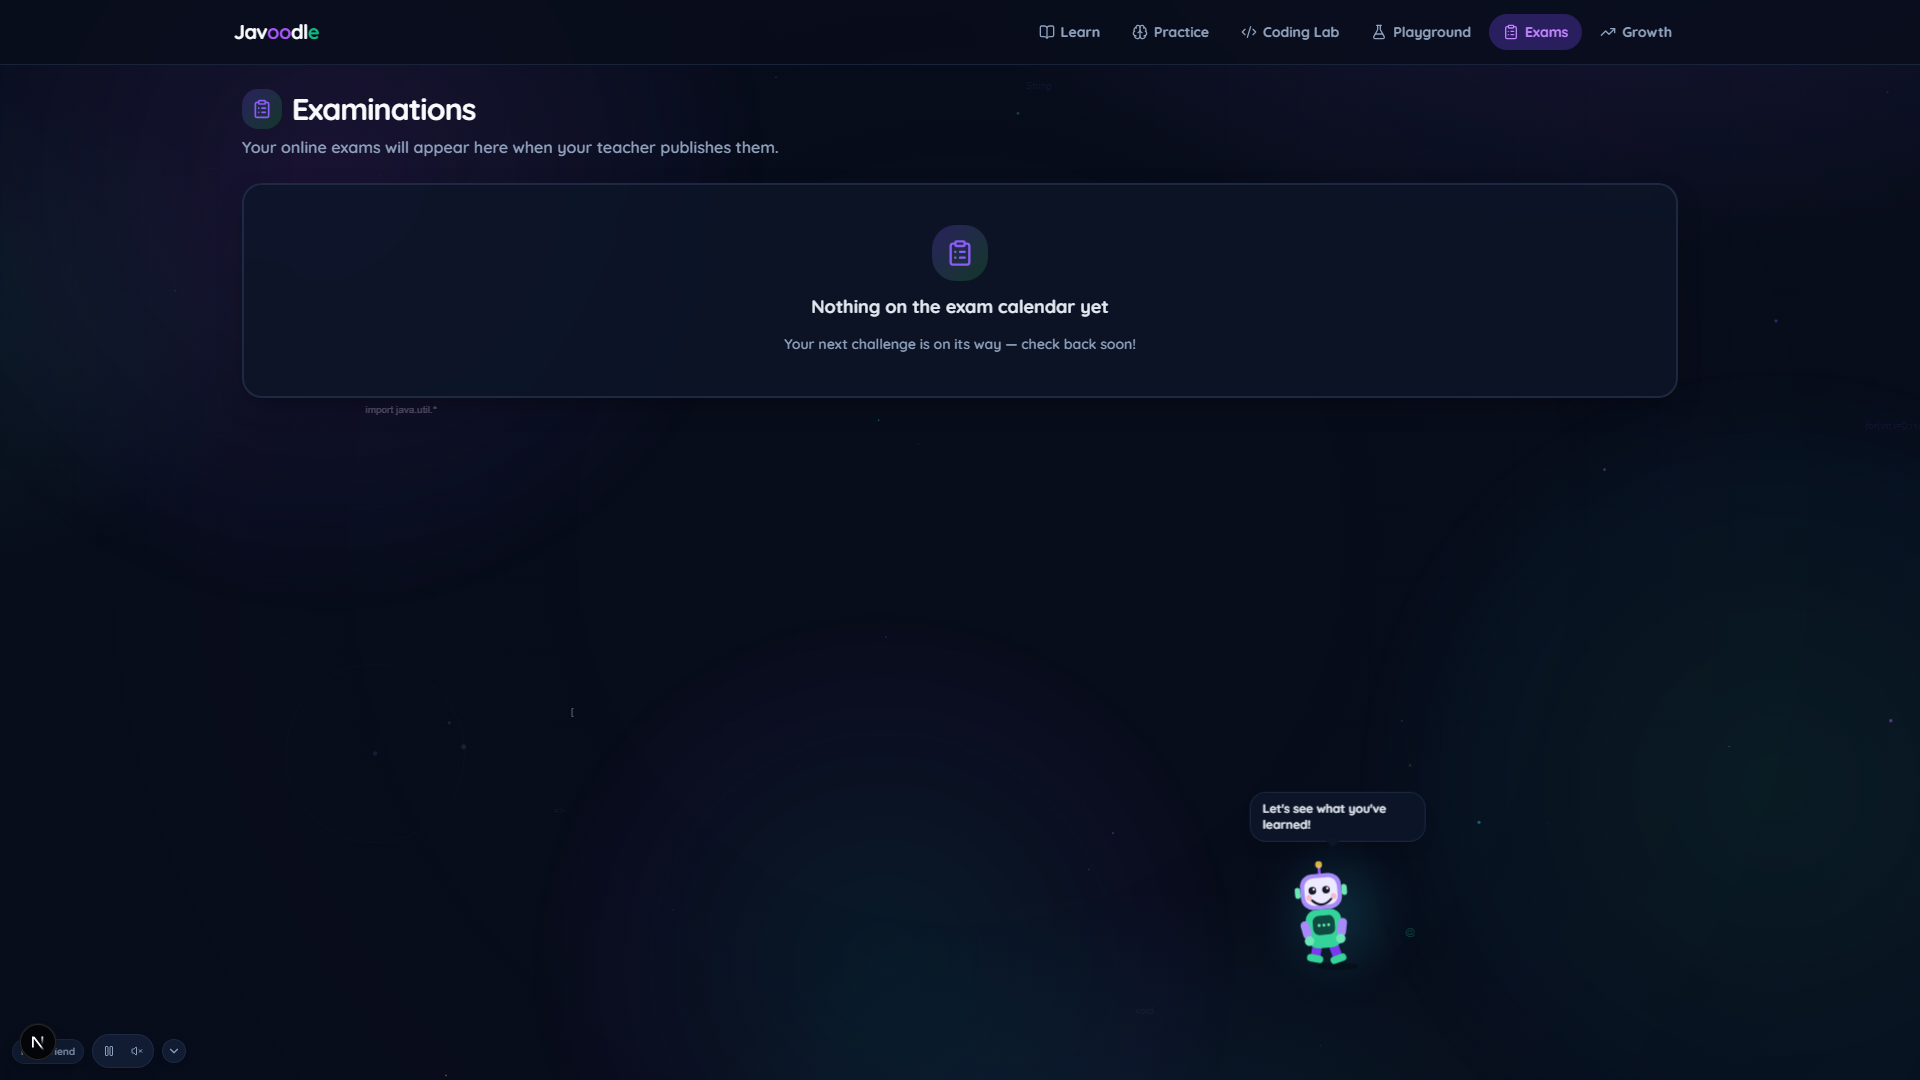 Javoodle
Learn
Practice
Coding Lab
Playground
Exams
Growth
Examinations
Your online exams will appear here when your teacher publishes them.
Nothing on the exam calendar yet
Your next challenge is on its way — check back soon!
import java.util.*
[
Let's see what you've
learned!
@
N
iend